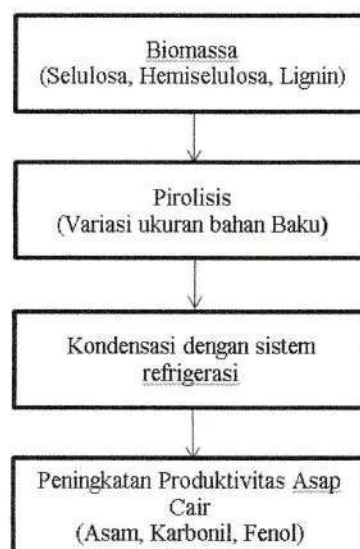 Biomassa
(Selulosa, Hemiselulosa, Lignin)
Pirolisis
(Variasi ukuran bahan Baku)
Kondensasi dengan sistem
refrigerasi
Peningkatan Produktivitas Asap
Cair
(Asam, Karbonil, Fenol)